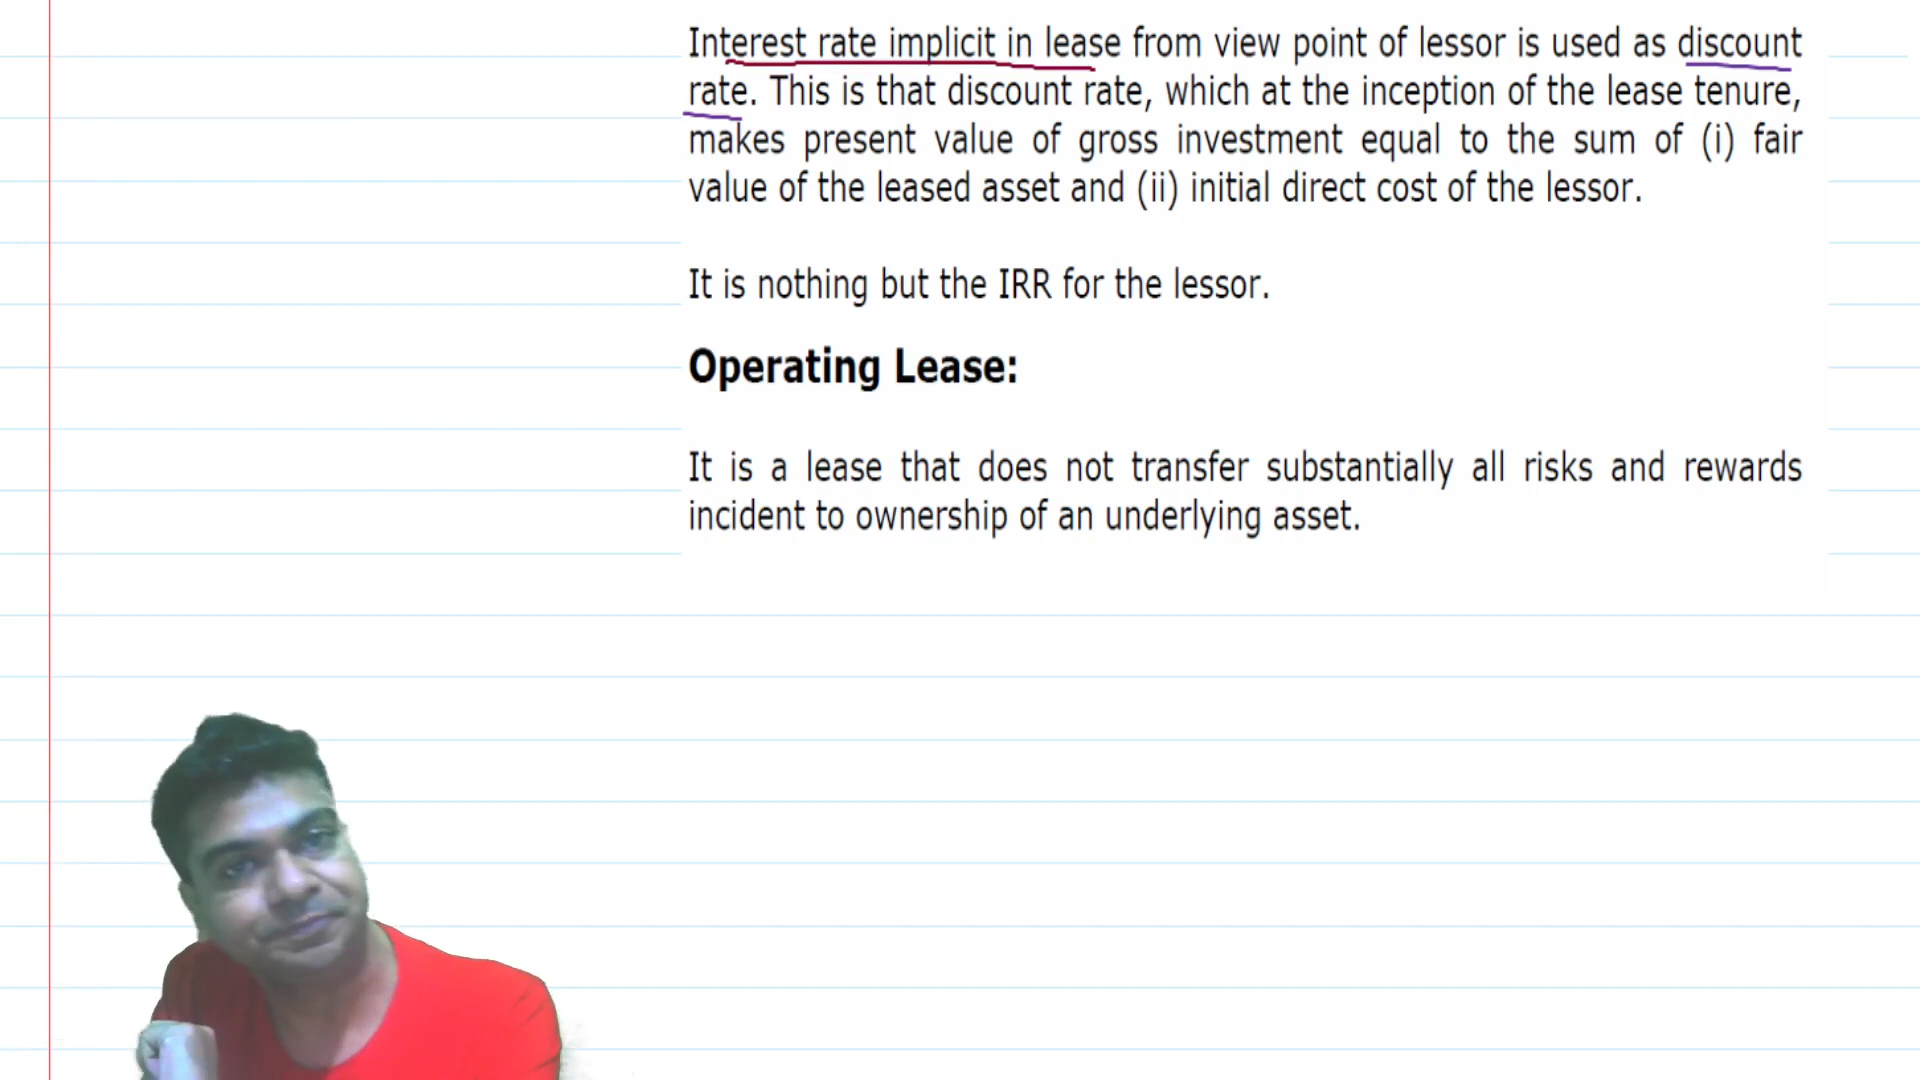 Interest rate implicit in lease from view point of lessor is used as discount
rate. This is that discount rate, which at the inception of the lease tenure,
makes present value of gross investment equal to the sum of (i) fair
value of the leased asset and (ii) initial direct cost of the lessor.
It is nothing but the IRR for the lessor.
Operating Lease:
It is a lease that does not transfer substantially all risks and rewards
incident to ownership of an underlying asset.